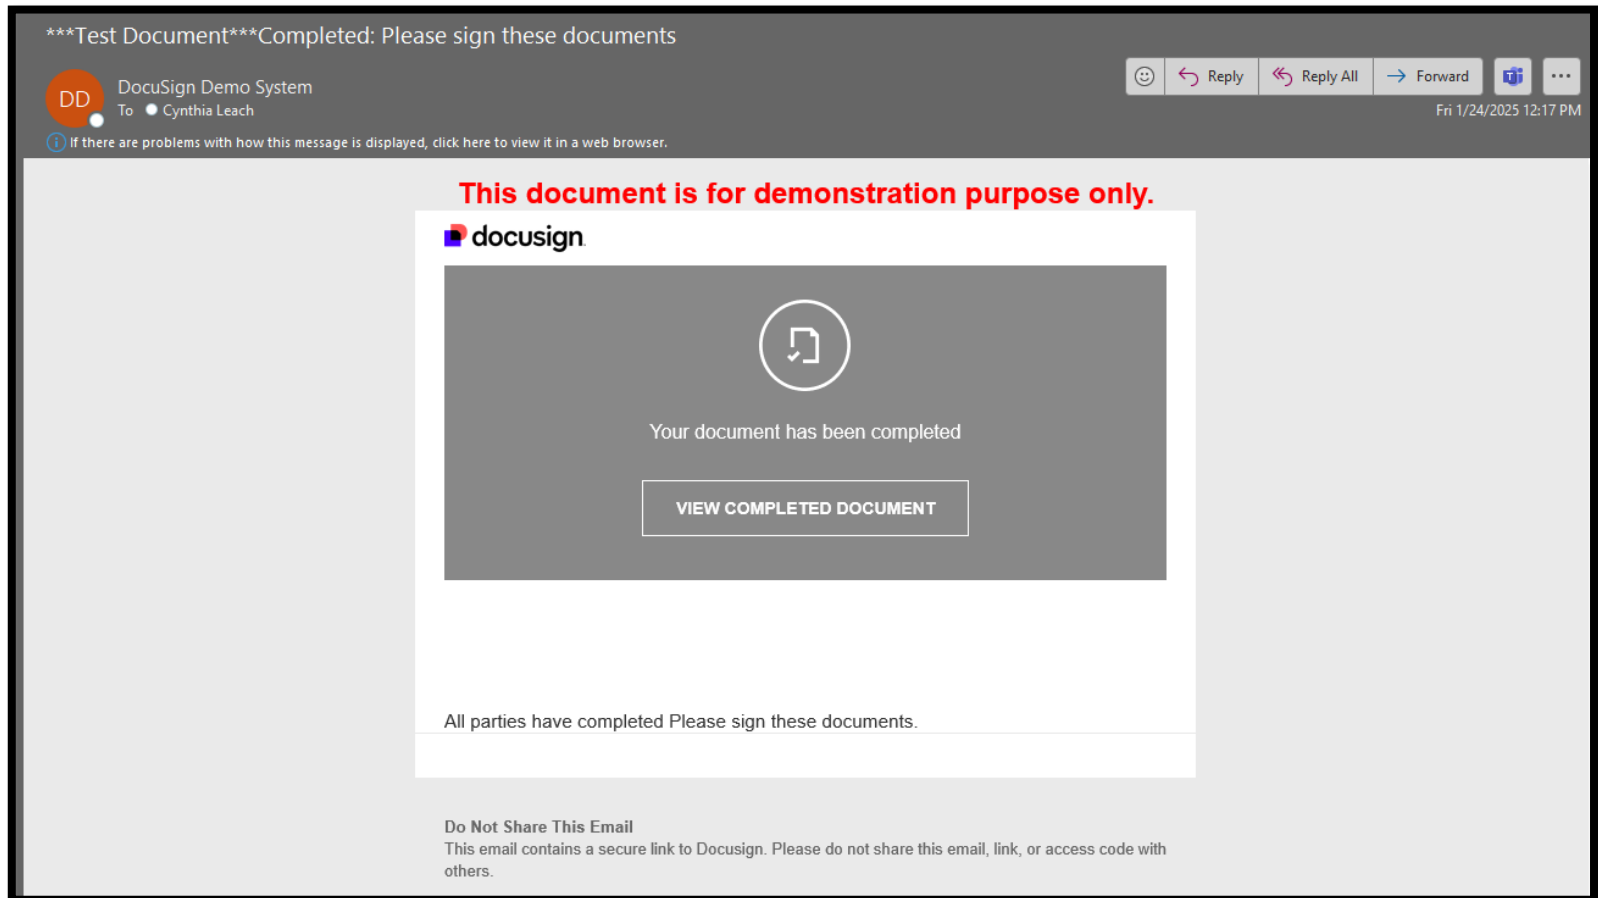 ***Test Document***Completed: Please sign these documents
DD
DocuSign Demo System
To Cynthia Leach
Reply
Reply All
Forward
Fri 1/24/2025 12:17 PM
If there are problems with how this message is displayed, click here to view it in a web browser.
This document is for demonstration purpose only.
docusign
Your document has been completed
VIEW COMPLETED DOCUMENT
All parties have completed Please sign these documents.
Do Not Share This Email
This email contains a secure link to Docusign. Please do not share this email, link, or access code with
others.